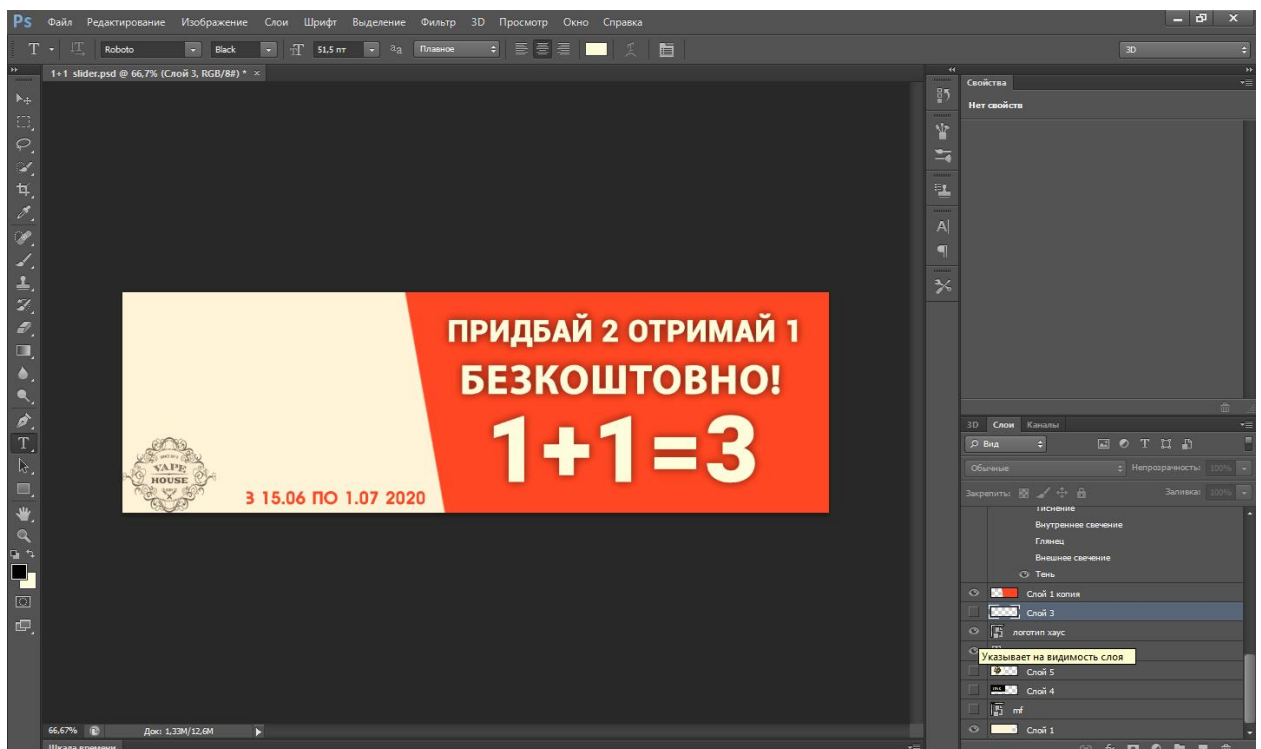 Ps Файл Редактирование Изображение Слои Шрифт Выделение Фильтр 3D Просмотр Окно Справка
T Roboto Black 51,5 пт Плавное 3D
1+1 slider.psd @ 66,7% (Слой 3, RGB/8#) * ×
Свойства
Нет свойств
ПРИДБАЙ 2 ОТРИМАЙ 1
БЕЗКОШТОВНО!
1+1=3
VAPE
HOUSE
З 15.06 ПО 1.07 2020
3D Слои Каналы
Вид
Обычные Непрозрачность: 100%
Закрепить: Заливка: 100%
Тиснение
Внутреннее свечение
Глянец
Внешнее свечение
Тень
Слой 1 копия
Слой 3
логотип хаус
Указывает на видимость слоя
Слой 5
Слой 4
mf
Слой 1
66,67% Док: 1,33M/12,6M
Шкала времени